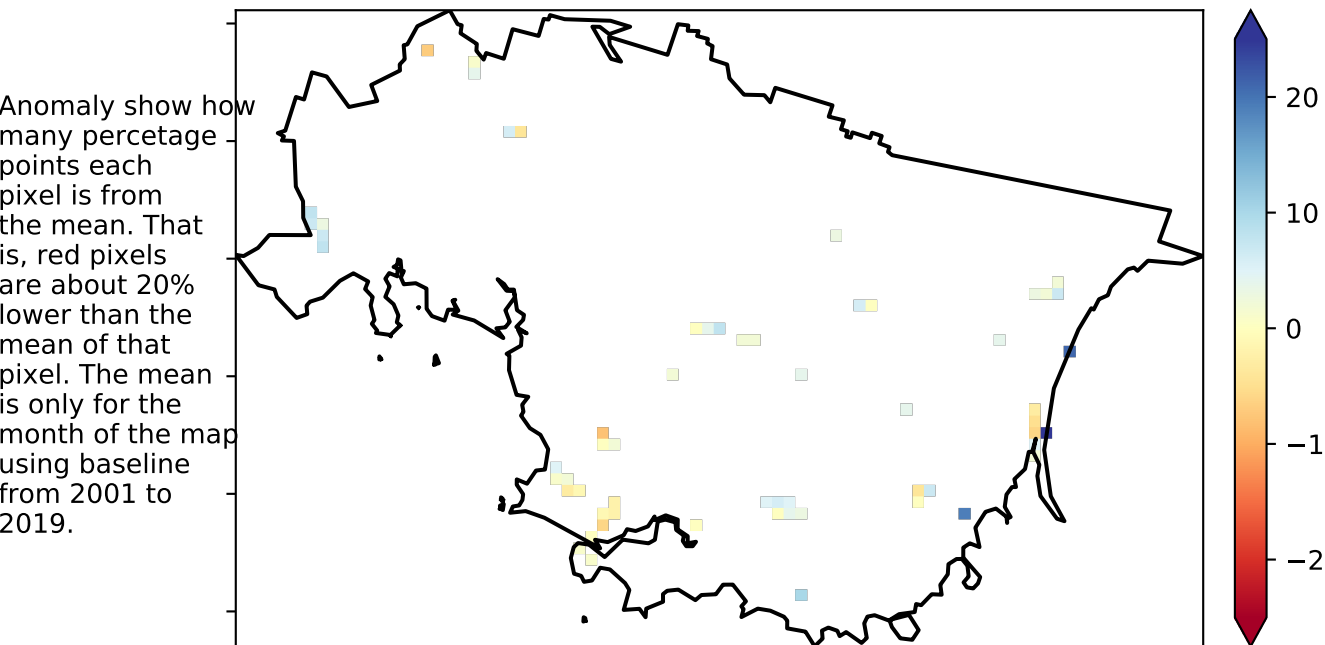 Anomaly show how
many percetage
points each
pixel is from
the mean. That
is, red pixels
are about 20%
lower than the
mean of that
pixel. The mean
is only for the
month of the map
using baseline
from 2001 to
2019.
20
10
0
−1
−2